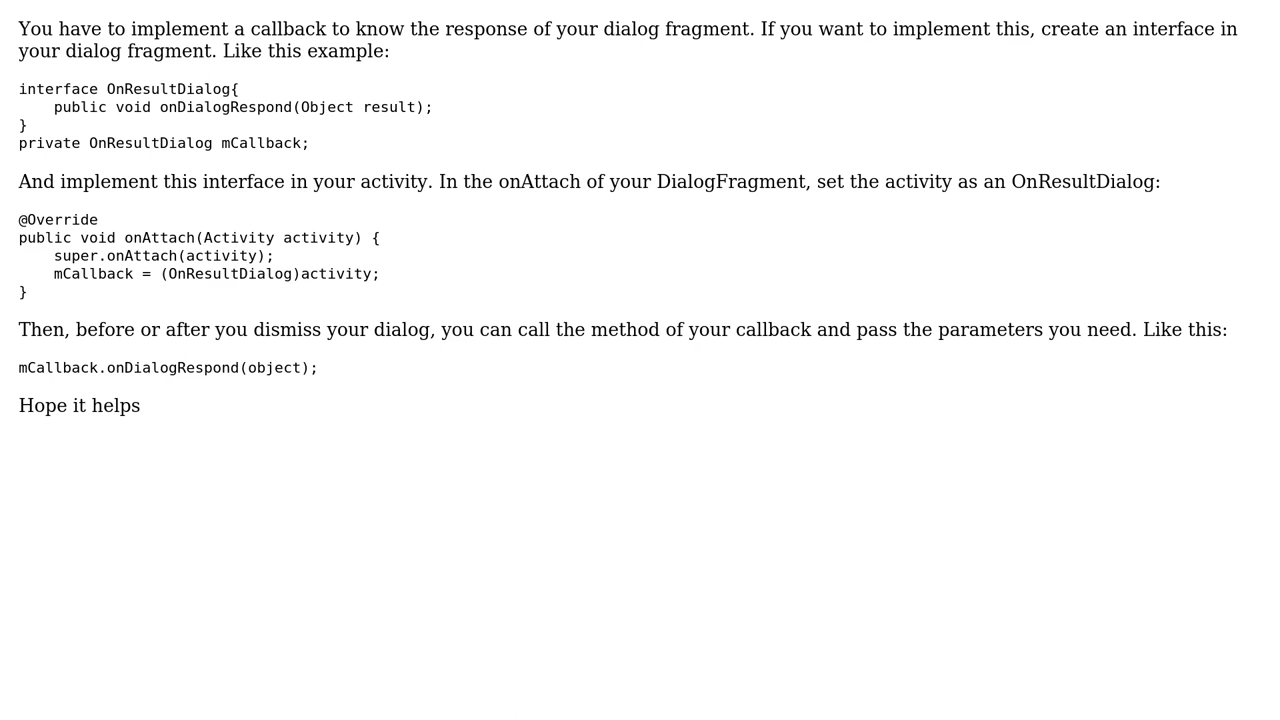 You have to implement a callback to know the response of your dialog fragment. If you want to implement this, create an interface in
your dialog fragment. Like this example:
interface OnResultDialog{
    public void onDialogRespond(Object result);
}
private OnResultDialog mCallback;
And implement this interface in your activity. In the onAttach of your DialogFragment, set the activity as an OnResultDialog:
@Override
public void onAttach(Activity activity) {
    super.onAttach(activity);
    mCallback = (OnResultDialog)activity;
}
Then, before or after you dismiss your dialog, you can call the method of your callback and pass the parameters you need. Like this:
mCallback.onDialogRespond(object);
Hope it helps